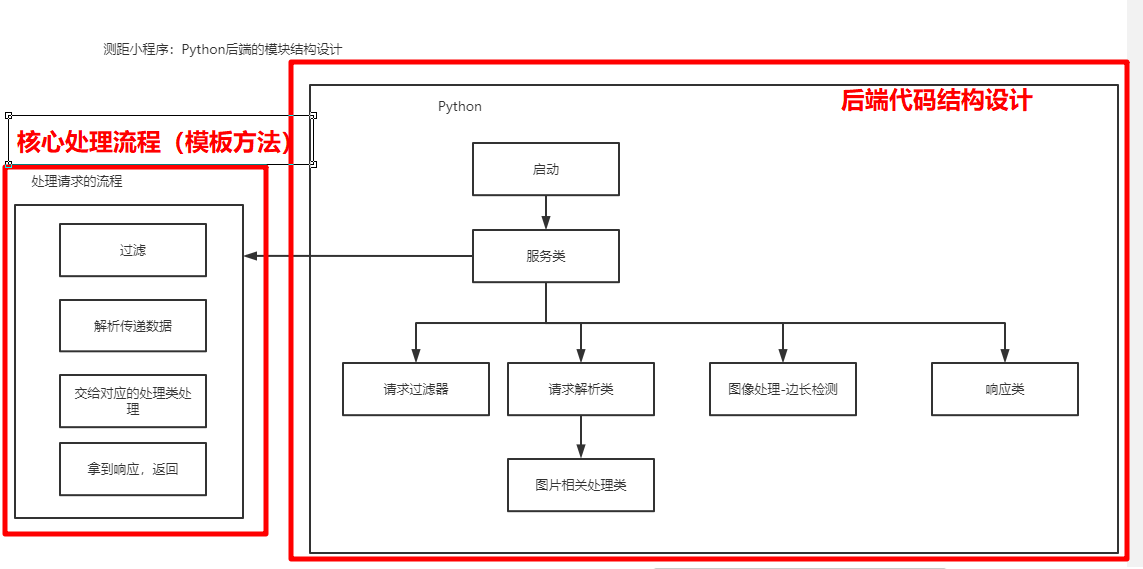 测距小程序：Python后端的模块结构设计
后端代码结构设计
Python
核心处理流程（模板方法）
处理请求的流程
过滤
解析传递数据
交给对应的处理类处
理
拿到响应，返回
启动
服务类
请求过滤器
请求解析类
图像处理-边长检测
响应类
图片相关处理类